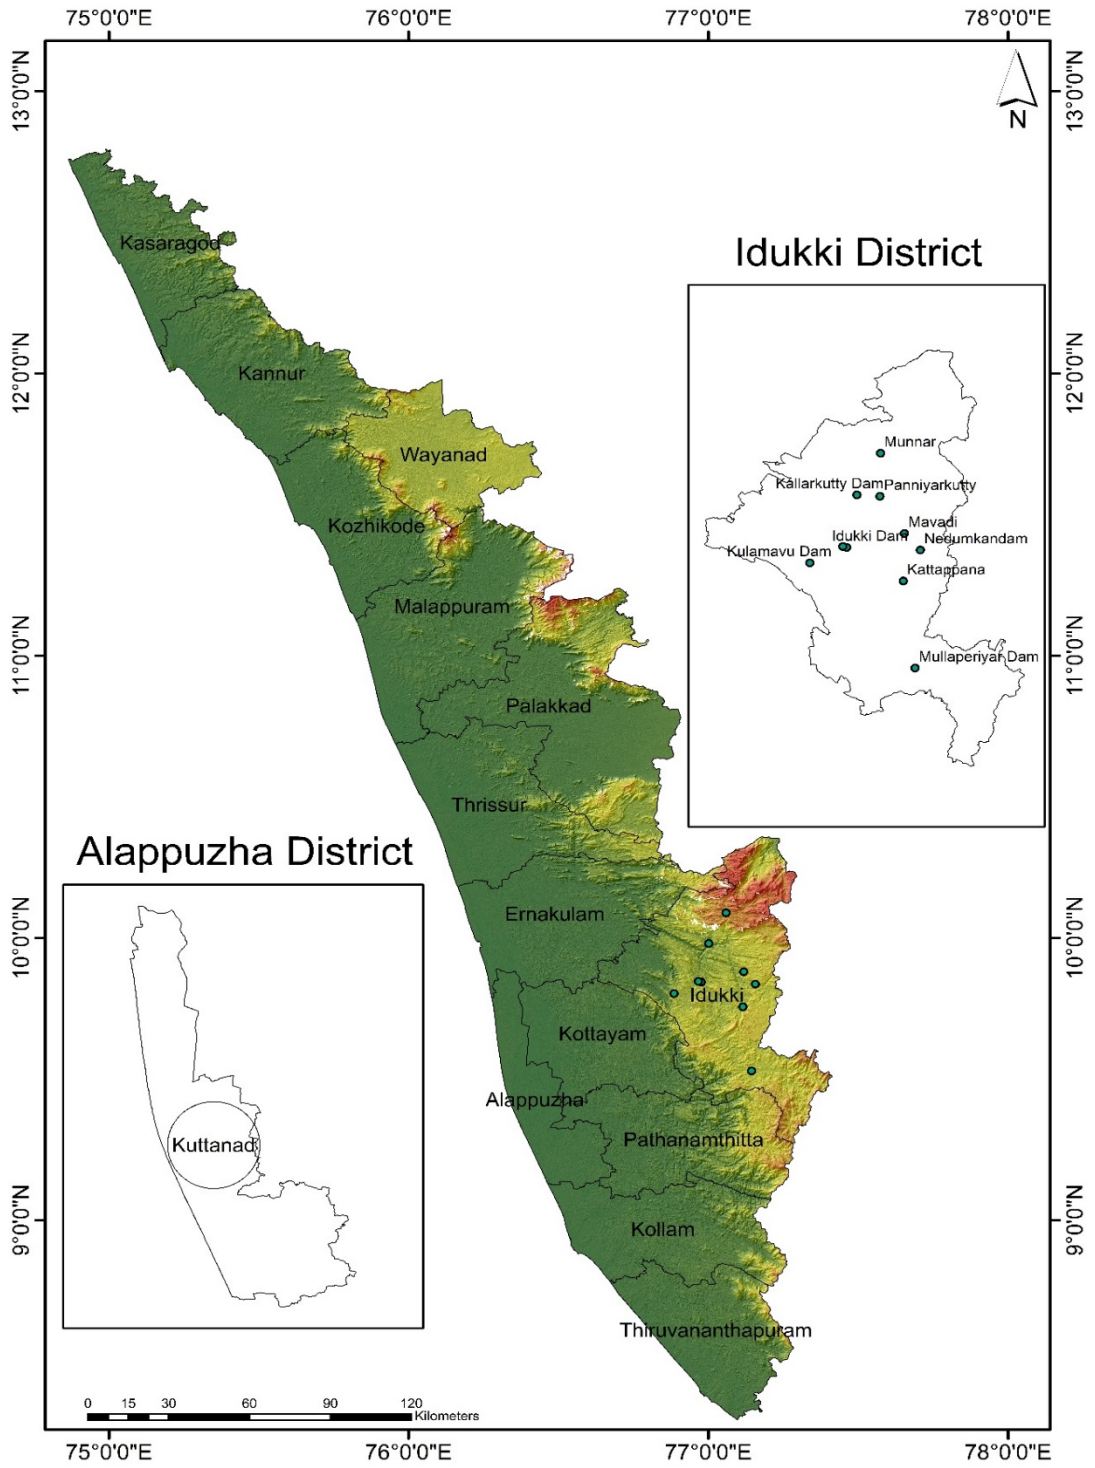 75°0'0"E
76°0'0"E
77°0'0"E
78°0'0"E
13°0'0"N
13°0'0"N
N
Kasaragod
Idukki District
12°0'0"N
12°0'0"N
Kannur
Wayanad
Munnar
Kallarkutty Dam
Panniyarkutty
Kozhikode
Mavadi
Idukki Dam
Nedumkandam
Kulamavu Dam
Kattappana
Malappuram
11°0'0"N
11°0'0"N
Mullaperiyar Dam
Palakkad
Thrissur
Alappuzha District
Ernakulam
10°0'0"N
10°0'0"N
Idukki
Kottayam
Alappuzha
Kuttanad
Pathanamthitta
9°0'0"N
9°0'0"N
Kollam
Thiruvananthapuram
0 15 30 60 90 120
Kilometers
75°0'0"E
76°0'0"E
77°0'0"E
78°0'0"E